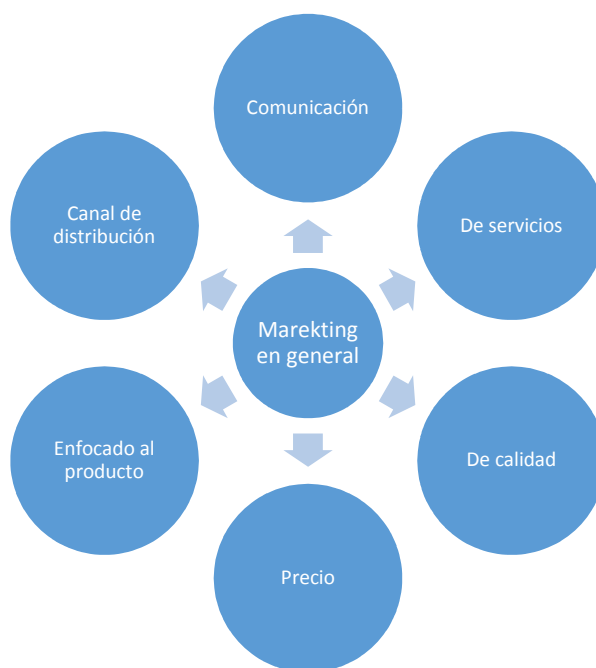 Comunicación
Canal de
distribución
De servicios
Marekting
en general
Enfocado al
producto
De calidad
Precio